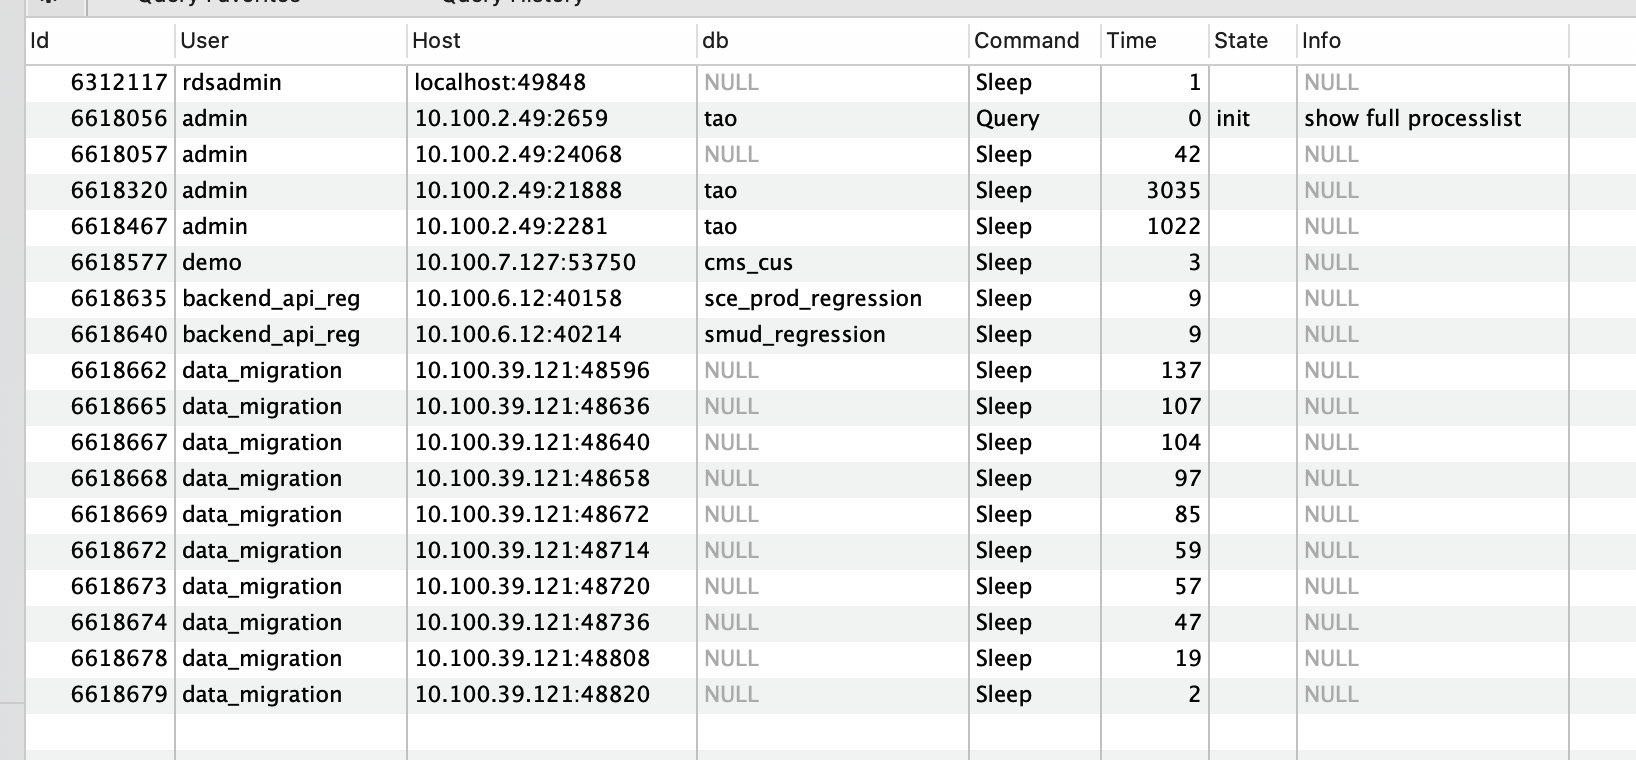 Query Favorites Query History
Id User Host db Command Time State Info
6312117 rdsadmin localhost:49848 NULL Sleep 1 NULL
6618056 admin 10.100.2.49:2659 tao Query 0 init show full processlist
6618057 admin 10.100.2.49:24068 NULL Sleep 42 NULL
6618320 admin 10.100.2.49:21888 tao Sleep 3035 NULL
6618467 admin 10.100.2.49:2281 tao Sleep 1022 NULL
6618577 demo 10.100.7.127:53750 cms_cus Sleep 3 NULL
6618635 backend_api_reg 10.100.6.12:40158 sce_prod_regression Sleep 9 NULL
6618640 backend_api_reg 10.100.6.12:40214 smud_regression Sleep 9 NULL
6618662 data_migration 10.100.39.121:48596 NULL Sleep 137 NULL
6618665 data_migration 10.100.39.121:48636 NULL Sleep 107 NULL
6618667 data_migration 10.100.39.121:48640 NULL Sleep 104 NULL
6618668 data_migration 10.100.39.121:48658 NULL Sleep 97 NULL
6618669 data_migration 10.100.39.121:48672 NULL Sleep 85 NULL
6618672 data_migration 10.100.39.121:48714 NULL Sleep 59 NULL
6618673 data_migration 10.100.39.121:48720 NULL Sleep 57 NULL
6618674 data_migration 10.100.39.121:48736 NULL Sleep 47 NULL
6618678 data_migration 10.100.39.121:48808 NULL Sleep 19 NULL
6618679 data_migration 10.100.39.121:48820 NULL Sleep 2 NULL